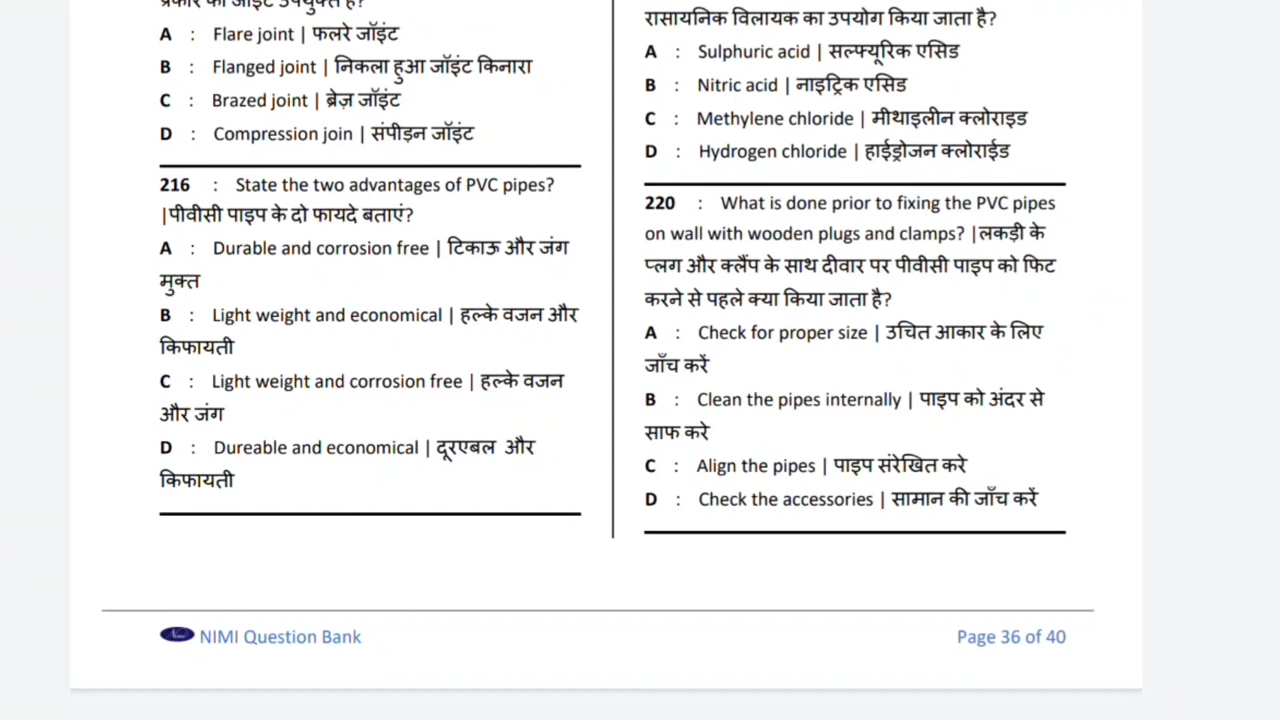 प्रकार का जॉइंट उपयुक्त है?
A : Flare joint | फलरे जॉइंट
B : Flanged joint | निकला हुआ जॉइंट किनारा
C : Brazed joint | ब्रेज़ जॉइंट
D : Compression join | संपीड़न जॉइंट
216 : State the two advantages of PVC pipes?
|पीवीसी पाइप के दो फायदे बताएं?
A : Durable and corrosion free | टिकाऊ और जंग
मुक्त
B : Light weight and economical | हल्के वजन और
किफायती
C : Light weight and corrosion free | हल्के वजन
और जंग
D : Dureable and economical | दूरएबल और
किफायती
रासायनिक विलायक का उपयोग किया जाता है?
A : Sulphuric acid | सल्फ्यूरिक एसिड
B : Nitric acid | नाइट्रिक एसिड
C : Methylene chloride | मीथाइलीन क्लोराइड
D : Hydrogen chloride | हाईड्रोजन क्लोराईड
220 : What is done prior to fixing the PVC pipes
on wall with wooden plugs and clamps? |लकड़ी के
प्लग और क्लैंप के साथ दीवार पर पीवीसी पाइप को फिट
करने से पहले क्या किया जाता है?
A : Check for proper size | उचित आकार के लिए
जाँच करें
B : Clean the pipes internally | पाइप को अंदर से
साफ करे
C : Align the pipes | पाइप संरेखित करे
D : Check the accessories | सामान की जाँच करें
NIMI Question Bank
Page 36 of 40